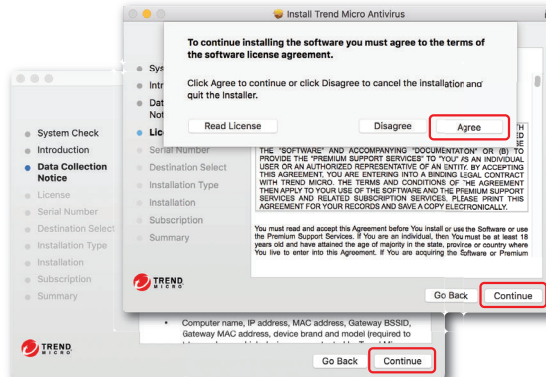 Install Trend Micro Antivirus
To continue installing the software you must agree to the terms of
the software license agreement.
Click Agree to continue or click Disagree to cancel the installation and
quit the Installer.
Read License
Disagree
Agree
Sys
Intr
Dat
Not
Lice
Serial Number
Destination Select
Installation Type
Installation
Subscription
Summary
THE "SOFTWARE" AND ACCOMPANYING "DOCUMENTATON" OR (B) TO
PROVIDE THE "PREMIUM SUPPORT SERVICES" TO "YOU" AS AN INDIVIDUAL
USER OR AN AUTHORIZED REPRESENTATIVE OF AN ENTITY. BY ACCEPTING
THIS AGREEMENT, YOU ARE ENTERING INTO A BINDING LEGAL CONTRACT
WITH TREND MICRO. THE TERMS AND CONDITIONS OF THE AGREEMENT
THEN APPLY TO YOUR USE OF THE SOFTWARE AND THE PREMIUM SUPPORT
SERVICES AND RELATED SUBSCRIPTION SERVICES. PLEASE PRINT THIS
AGREEMENT FOR YOUR RECORDS AND SAVE A COPY ELECTRONICALLY.
You must read and accept this Agreement before You install or use the Software or use
the Premium Support Services. If You are an individual, then You must be at least 18
years old and have attained the age of majority in the state, province or country where
You live to enter into this Agreement. If You are acquiring the Software or Premium
TREND
MICRO
Go Back
Continue
System Check
Introduction
Data Collection
Notice
License
Serial Number
Destination Select
Installation Type
Installation
Subscription
Summary
• Computer name, IP address, MAC address, Gateway BSSID,
Gateway MAC address, device brand and model (required to
TREND
MICRO
Go Back
Continue